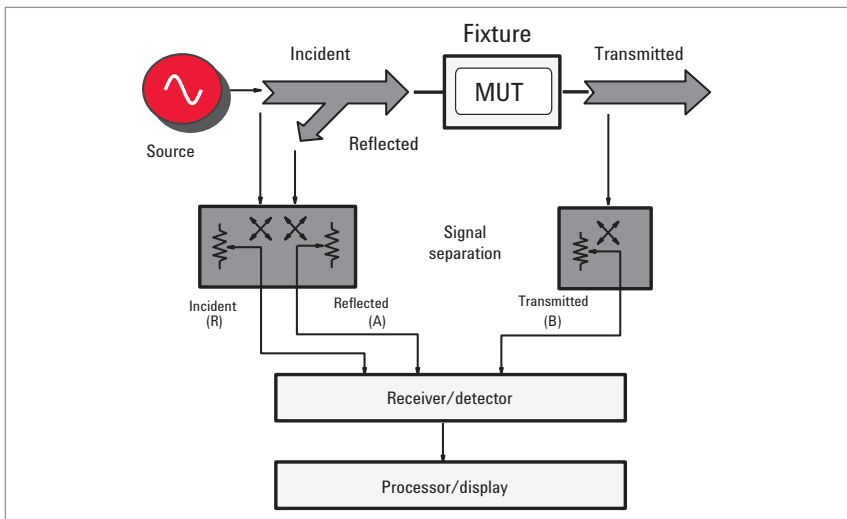 Fixture
Incident
Transmitted
MUT
Source
Reflected
Signal
separation
Incident
(R)
Reflected
(A)
Transmitted
(B)
Receiver/detector
Processor/display